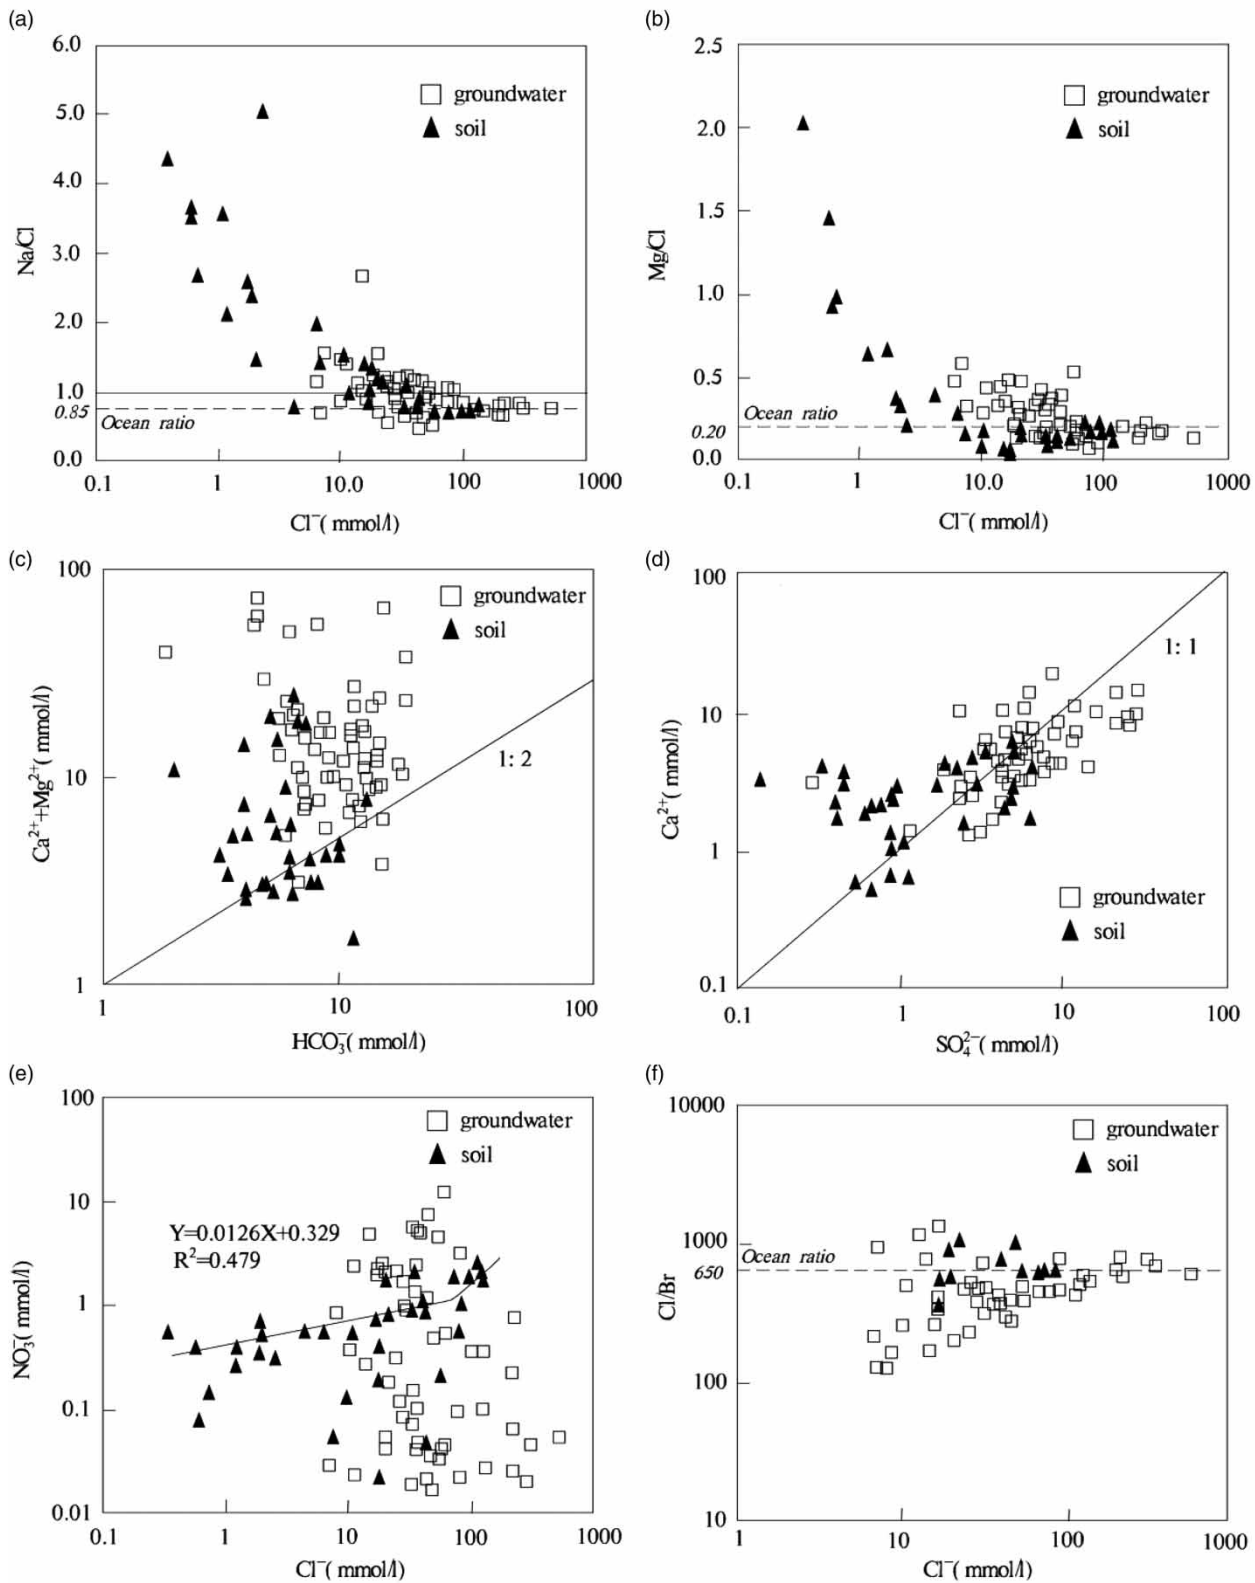 (a)
6.0
5.0
4.0
3.0
2.0
1.0
0.85
0.0
Na/Cl
groundwater
soil
Ocean ratio
0.1 1 10.0 100 1000
Cl⁻( mmol/l)
(b)
2.5
2.0
1.5
1.0
0.5
0.20
0.0
Mg/Cl
groundwater
soil
Ocean ratio
0.1 1 10.0 100 1000
Cl⁻( mmol/l)
(c)
100
10
1
Ca²⁺+Mg²⁺( mmol/l)
groundwater
soil
1: 2
1 10 100
HCO₃⁻( mmol/l)
(d)
100
10
1
0.1
Ca²⁺( mmol/l)
1: 1
groundwater
soil
0.1 1 10 100
SO₄²⁻( mmol/l)
(e)
100
10
1
0.1
0.01
NO₃⁻( mmol/l)
groundwater
soil
Y=0.0126X+0.329
R²=0.479
0.1 1 10 100 1000
Cl⁻( mmol/l)
(f)
10000
1000
650
100
10
Cl/Br
groundwater
soil
Ocean ratio
1 10 100 1000
Cl⁻( mmol/l)